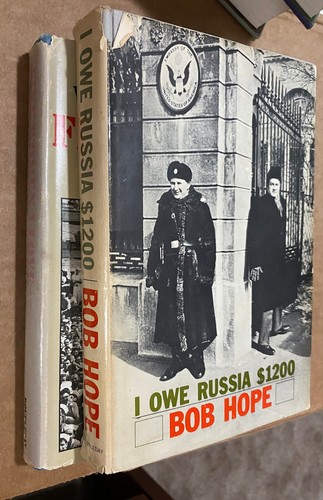 I OWE RUSSIA $1200
BOB HOPE
I OWE RUSSIA $1200
BOB HOPE
F